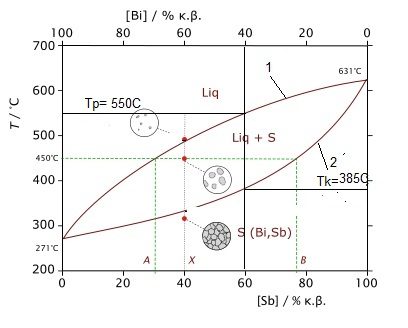 [Bi] / % κ.β.
100 80 60 40 20 0
700
600
500
450°C
400
300
271°C
200
T / °C
631°C
1
Liq
Tp= 550C
Liq + S
2
Tk=385C
S (Bi,Sb)
A
X
B
0 20 40 60 80 100
[Sb] / % κ.β.